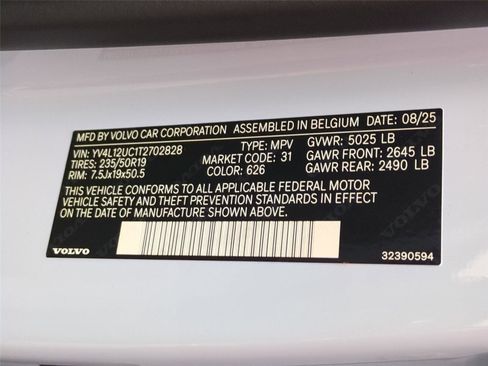 MFD BY VOLVO CAR CORPORATION ASSEMBLED IN BELGIUM DATE: 08/25
VIN: YV4L12UC1T2702828 TYPE: MPV GVWR: 5025 LB
TIRES: 235/50R19 MARKET CODE: 31 GAWR FRONT: 2645 LB
RIM: 7.5Jx19x50.5 COLOR: 626 GAWR REAR: 2490 LB
THIS VEHICLE CONFORMS TO ALL APPLICABLE FEDERAL MOTOR
VEHICLE SAFETY AND THEFT PREVENTION STANDARDS IN EFFECT
ON THE DATE OF MANUFACTURE SHOWN ABOVE.
VOLVO 32390594